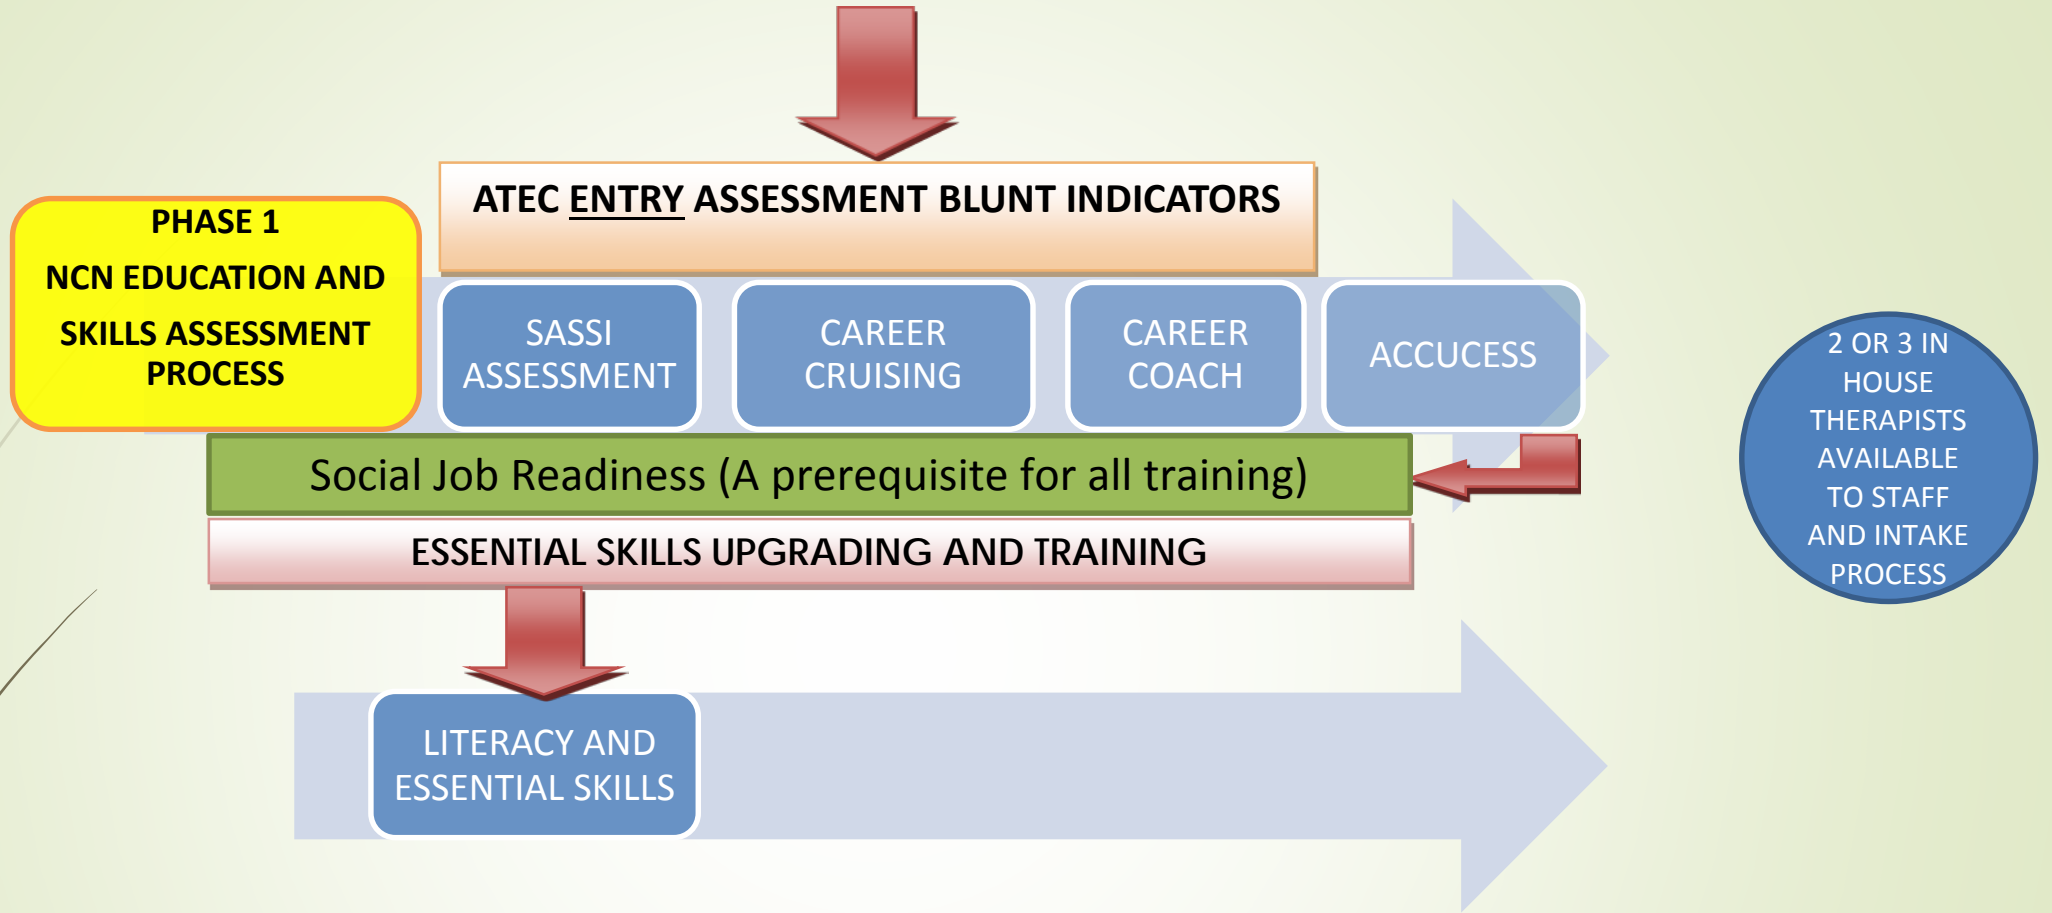 ATEC ENTRY ASSESSMENT BLUNT INDICATORS
PHASE 1
NCN EDUCATION AND
SKILLS ASSESSMENT
PROCESS
SASSI
ASSESSMENT
CAREER
CRUISING
CAREER
COACH
ACCUCESS
Social Job Readiness (A prerequisite for all training)
ESSENTIAL SKILLS UPGRADING AND TRAINING
LITERACY AND
ESSENTIAL SKILLS
2 OR 3 IN
HOUSE
THERAPISTS
AVAILABLE
TO STAFF
AND INTAKE
PROCESS